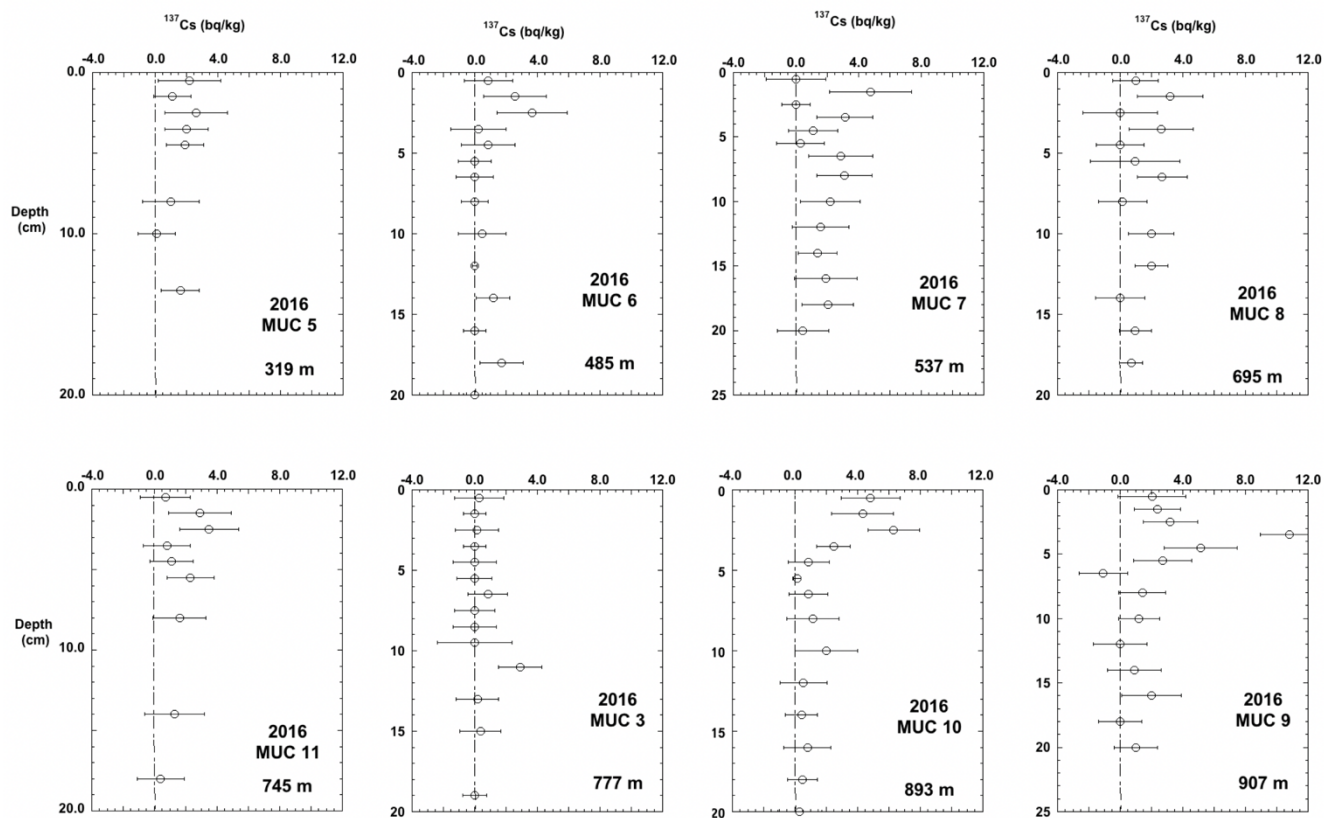 ¹³⁷Cs (bq/kg)
-4.0 0.0 4.0 8.0 12.0
0.0
10.0
20.0
Depth
(cm)
2016
MUC 5
319 m
¹³⁷Cs (bq/kg)
-4.0 0.0 4.0 8.0 12.0
0
5
10
15
20
2016
MUC 6
485 m
¹³⁷Cs (bq/kg)
-4.0 0.0 4.0 8.0 12.0
0
5
10
15
20
25
2016
MUC 7
537 m
¹³⁷Cs (bq/kg)
-4.0 0.0 4.0 8.0 12.0
0
5
10
15
20
2016
MUC 8
695 m
-4.0 0.0 4.0 8.0 12.0
0.0
10.0
20.0
Depth
(cm)
2016
MUC 11
745 m
-4.0 0.0 4.0 8.0 12.0
0
5
10
15
20
2016
MUC 3
777 m
-4.0 0.0 4.0 8.0 12.0
0
5
10
15
20
2016
MUC 10
893 m
-4.0 0.0 4.0 8.0 12.0
0
5
10
15
20
25
2016
MUC 9
907 m